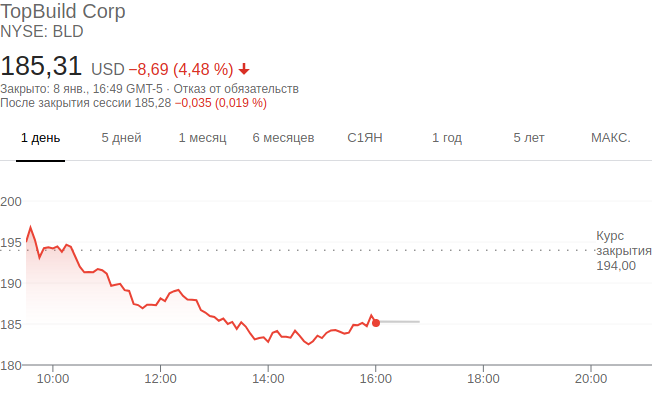 TopBuild Corp
NYSE: BLD
185,31 USD −8,69 (4,48 %)
Закрыто: 8 янв., 16:49 GMT-5 · Отказ от обязательств
После закрытия сессии 185,28 −0,035 (0,019 %)
1 день 5 дней 1 месяц 6 месяцев С1ЯН 1 год 5 лет МАКС.
200
195
190
185
180
Курс
закрытия
194,00
10:00 12:00 14:00 16:00 18:00 20:00